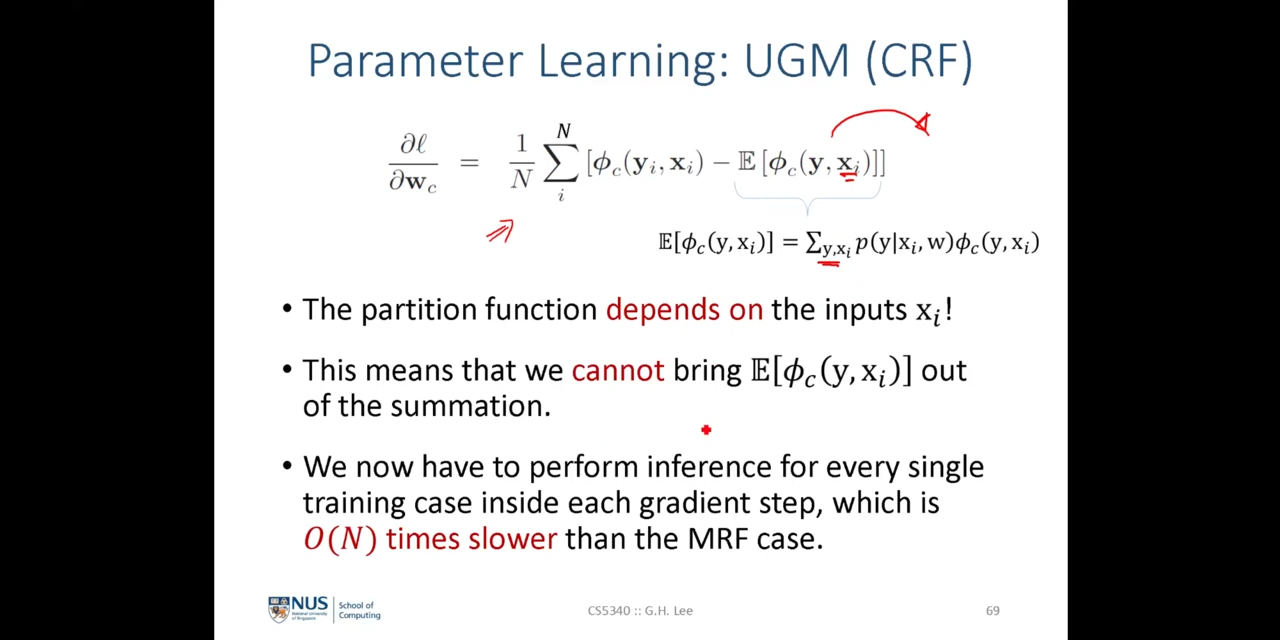 Parameter Learning: UGM (CRF)
∂ℓ/∂w_c = 1/N ∑_i^N [ϕ_c(y_i, x_i) − 𝔼[ϕ_c(y, x_i)]]
𝔼[ϕ_c(y, x_i)] = ∑_{y,x_i} p(y|x_i, w)ϕ_c(y, x_i)
• The partition function depends on the inputs x_i!
• This means that we cannot bring 𝔼[ϕ_c(y, x_i)] out
of the summation.
• We now have to perform inference for every single
training case inside each gradient step, which is
O(N) times slower than the MRF case.
NUS
National University
of Singapore
School of
Computing
CS5340 :: G.H. Lee
69